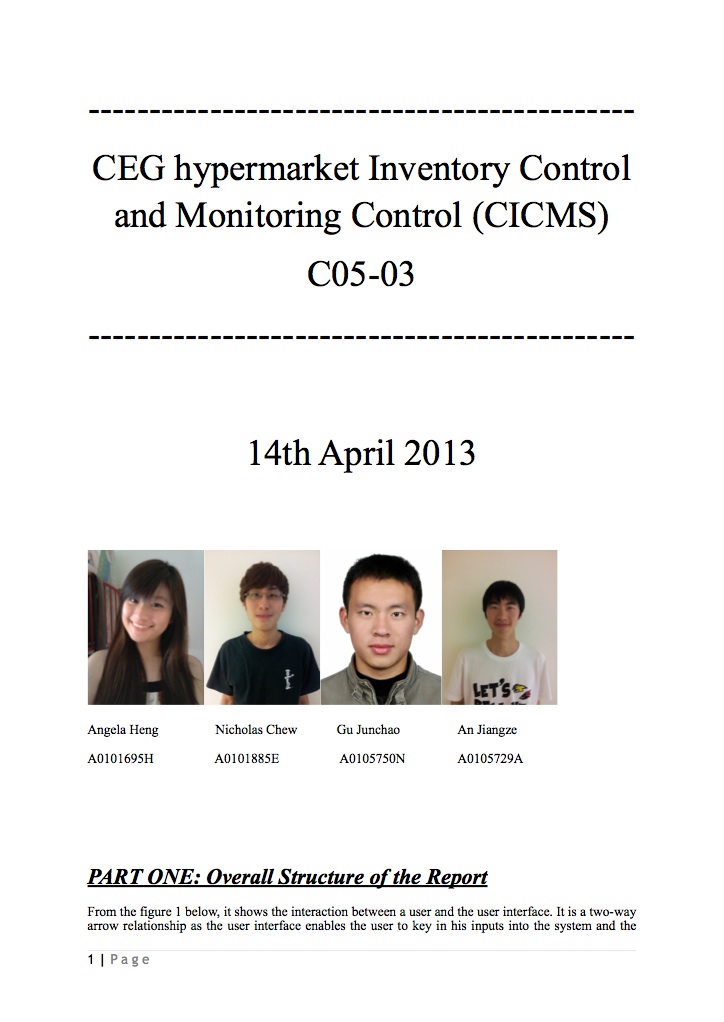 ---------------------------------------------
CEG hypermarket Inventory Control
and Monitoring Control (CICMS)
C05-03
---------------------------------------------
14th April 2013
LET'S
Angela Heng Nicholas Chew Gu Junchao An Jiangze
A0101695H A0101885E A0105750N A0105729A
PART ONE: Overall Structure of the Report
From the figure 1 below, it shows the interaction between a user and the user interface. It is a two-way
arrow relationship as the user interface enables the user to key in his inputs into the system and the
1 | Page